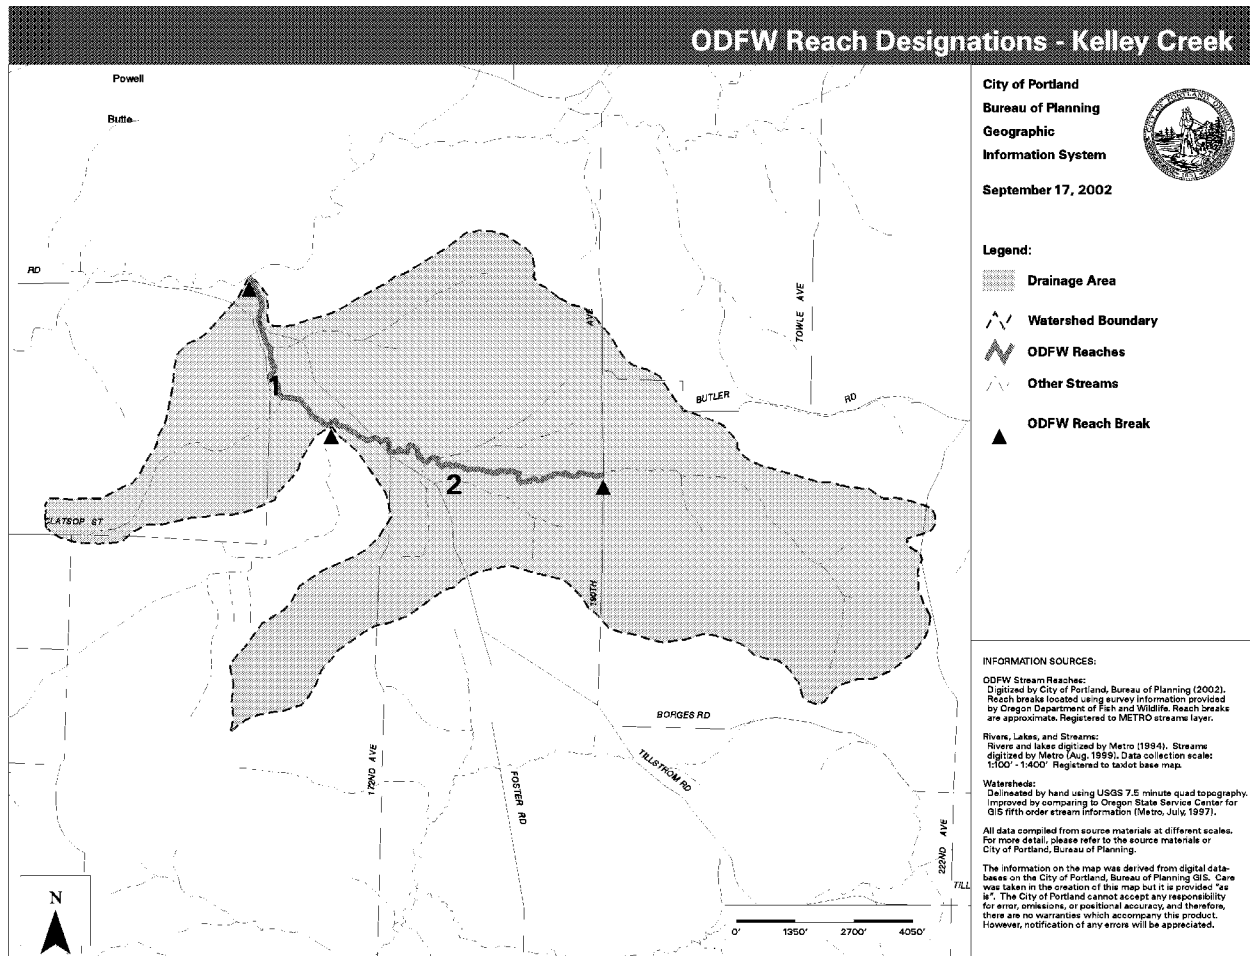 ODFW Reach Designations - Kelley Creek
Powell
Butle
RD
AVE
TOWLE AVE
BUTLER
RD
1
2
CLATSOP ST
190TH
172ND AVE
FOSTER RD
BORGES RD
TILLSTROM RD
222ND AVE
TILL
N
0' 1350' 2700' 4050'
City of Portland
Bureau of Planning
Geographic
Information System
September 17, 2002
Legend:
Drainage Area
Watershed Boundary
ODFW Reaches
Other Streams
ODFW Reach Break
INFORMATION SOURCES:
ODFW Stream Reaches:
Digitized by City of Portland, Bureau of Planning (2002).
Reach breaks located using survey information provided
by Oregon Department of Fish and Wildlife. Reach breaks
are approximate. Registered to METRO streams layer.
Rivers, Lakes, and Streams:
Rivers and lakes digitized by Metro (1994). Streams
digitized by Metro (Aug. 1999). Data collection scale:
1:100' - 1:400' Registered to taxlot base map.
Watersheds:
Delineated by hand using USGS 7.5 minute quad topography.
Improved by comparing to Oregon State Service Center for
GIS fifth order stream information (Metro, July, 1997).
All data compiled from source materials at different scales.
For more detail, please refer to the source materials or
City of Portland, Bureau of Planning.
The information on the map was derived from digital data-
bases on the City of Portland, Bureau of Planning GIS. Care
was taken in the creation of this map but it is provided "as
is". The City of Portland cannot accept any responsibility
for error, omissions, or positional accuracy, and therefore,
there are no warranties which accompany this product.
However, notification of any errors will be appreciated.